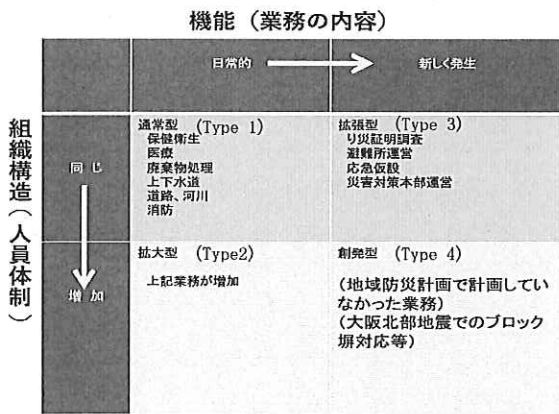 機能（業務の内容）
日常的
新しく発生
組織構造（人員体制）
同じ
増加
通常型 (Type 1)
保健衛生
医療
廃棄物処理
上下水道
道路、河川
消防
拡張型 (Type 3)
り災証明調査
避難所運営
応急仮設
災害対策本部運営
拡大型 (Type2)
上記業務が増加
創発型 (Type 4)
(地域防災計画で計画してい
なかった業務)
(大阪北部地震でのブロック
塀対応等)